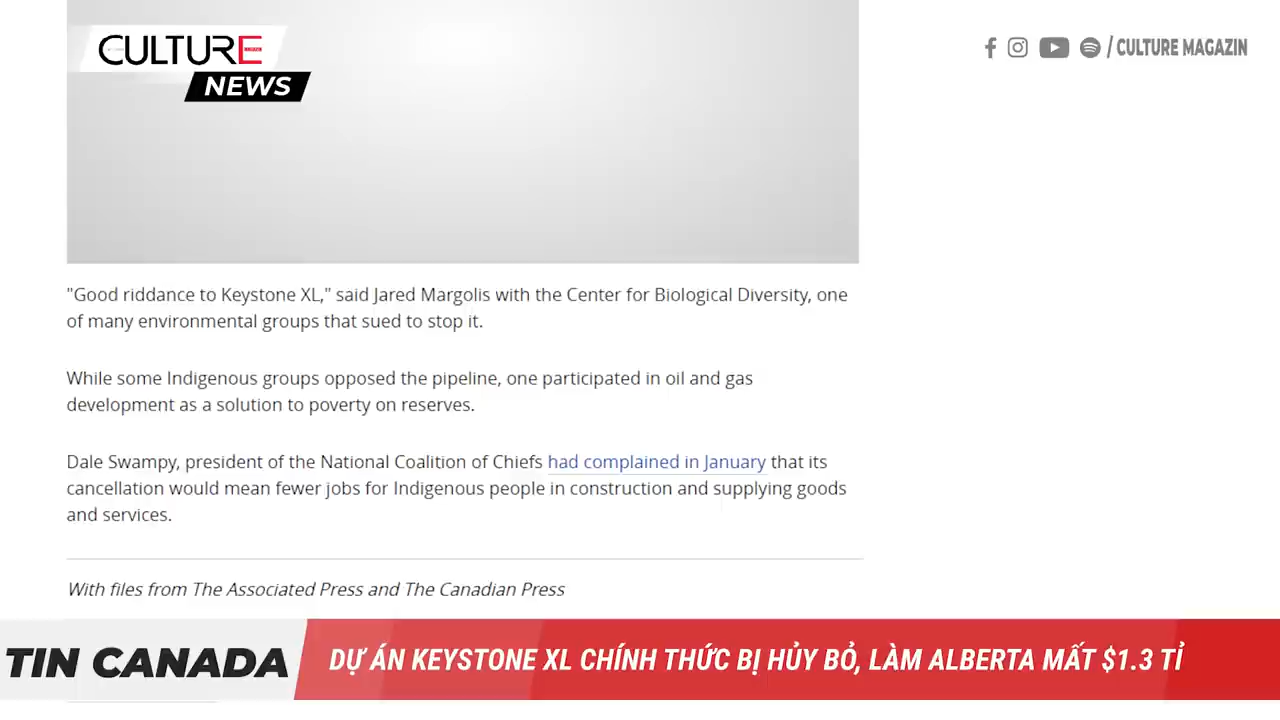 CULTURE
NEWS
/ CULTURE MAGAZIN
"Good riddance to Keystone XL," said Jared Margolis with the Center for Biological Diversity, one
of many environmental groups that sued to stop it.
While some Indigenous groups opposed the pipeline, one participated in oil and gas
development as a solution to poverty on reserves.
Dale Swampy, president of the National Coalition of Chiefs had complained in January that its
cancellation would mean fewer jobs for Indigenous people in construction and supplying goods
and services.
With files from The Associated Press and The Canadian Press
TIN CANADA
DỰ ÁN KEYSTONE XL CHÍNH THỨC BỊ HỦY BỎ, LÀM ALBERTA MẤT $1.3 TỈ